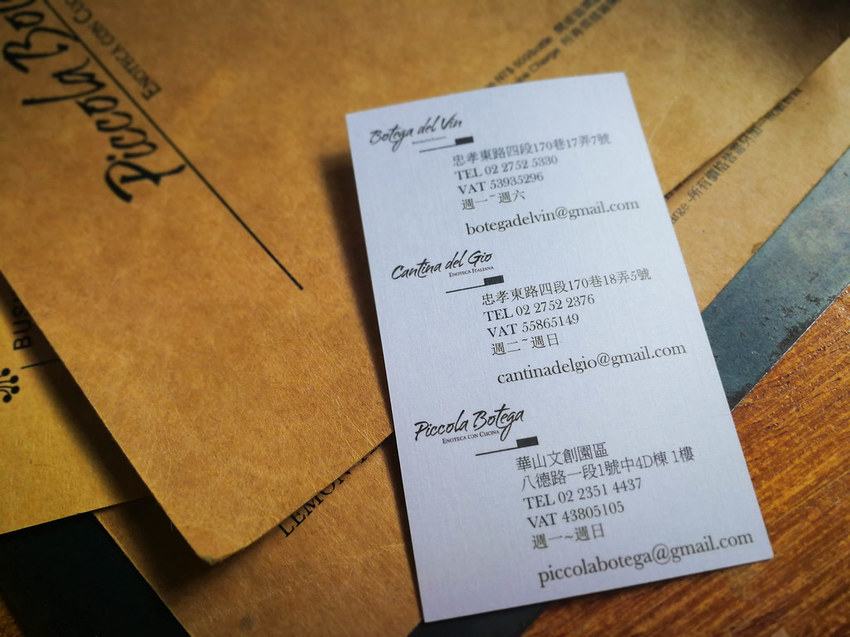 Piccola Bo
ENOTECA CON CUC
Botega del Vin
忠孝東路四段170巷17弄7號
TEL 02 2752 5330
VAT 53935296
週一~週六
botegadelvin@gmail.com
Cantina del Gio
ENOTECA ITALIANA
忠孝東路四段170巷18弄5號
TEL 02 2752 2376
VAT 55865149
週二~週日
cantinadelgio@gmail.com
Piccola Botega
ENOTECA CON CUCINA
華山文創園區
八德路一段1號中4D棟 1樓
TEL 02 2351 4437
VAT 43805105
週一~週日
piccolabotega@gmail.com
BUS
LEMON